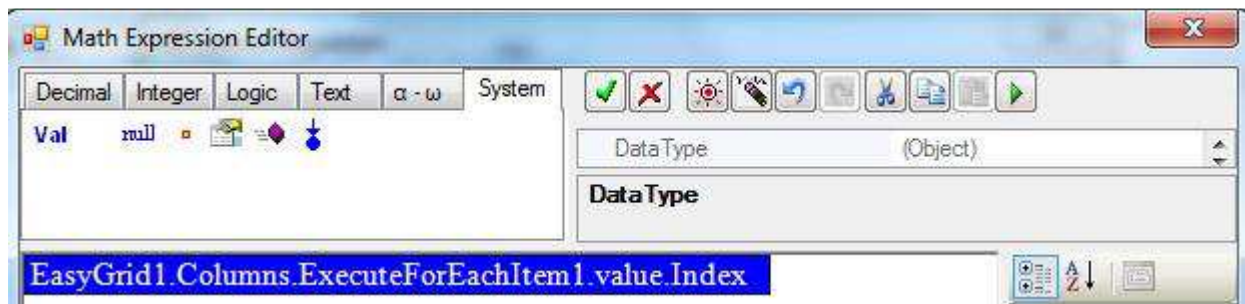 Math Expression Editor
Decimal Integer Logic Text α - ω System
Val null
DataType (Object)
DataType
EasyGrid1.Columns.ExecuteForEachItem1.value.Index
A
Z